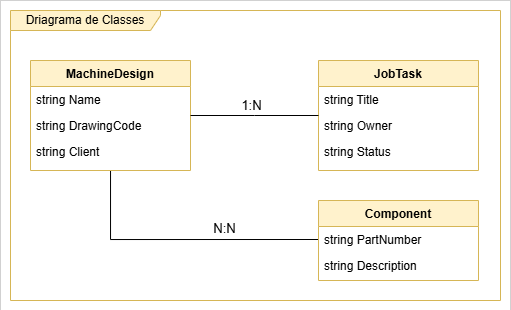 Driagrama de Classes
MachineDesign
string Name
string DrawingCode
string Client
1:N
JobTask
string Title
string Owner
string Status
N:N
Component
string PartNumber
string Description